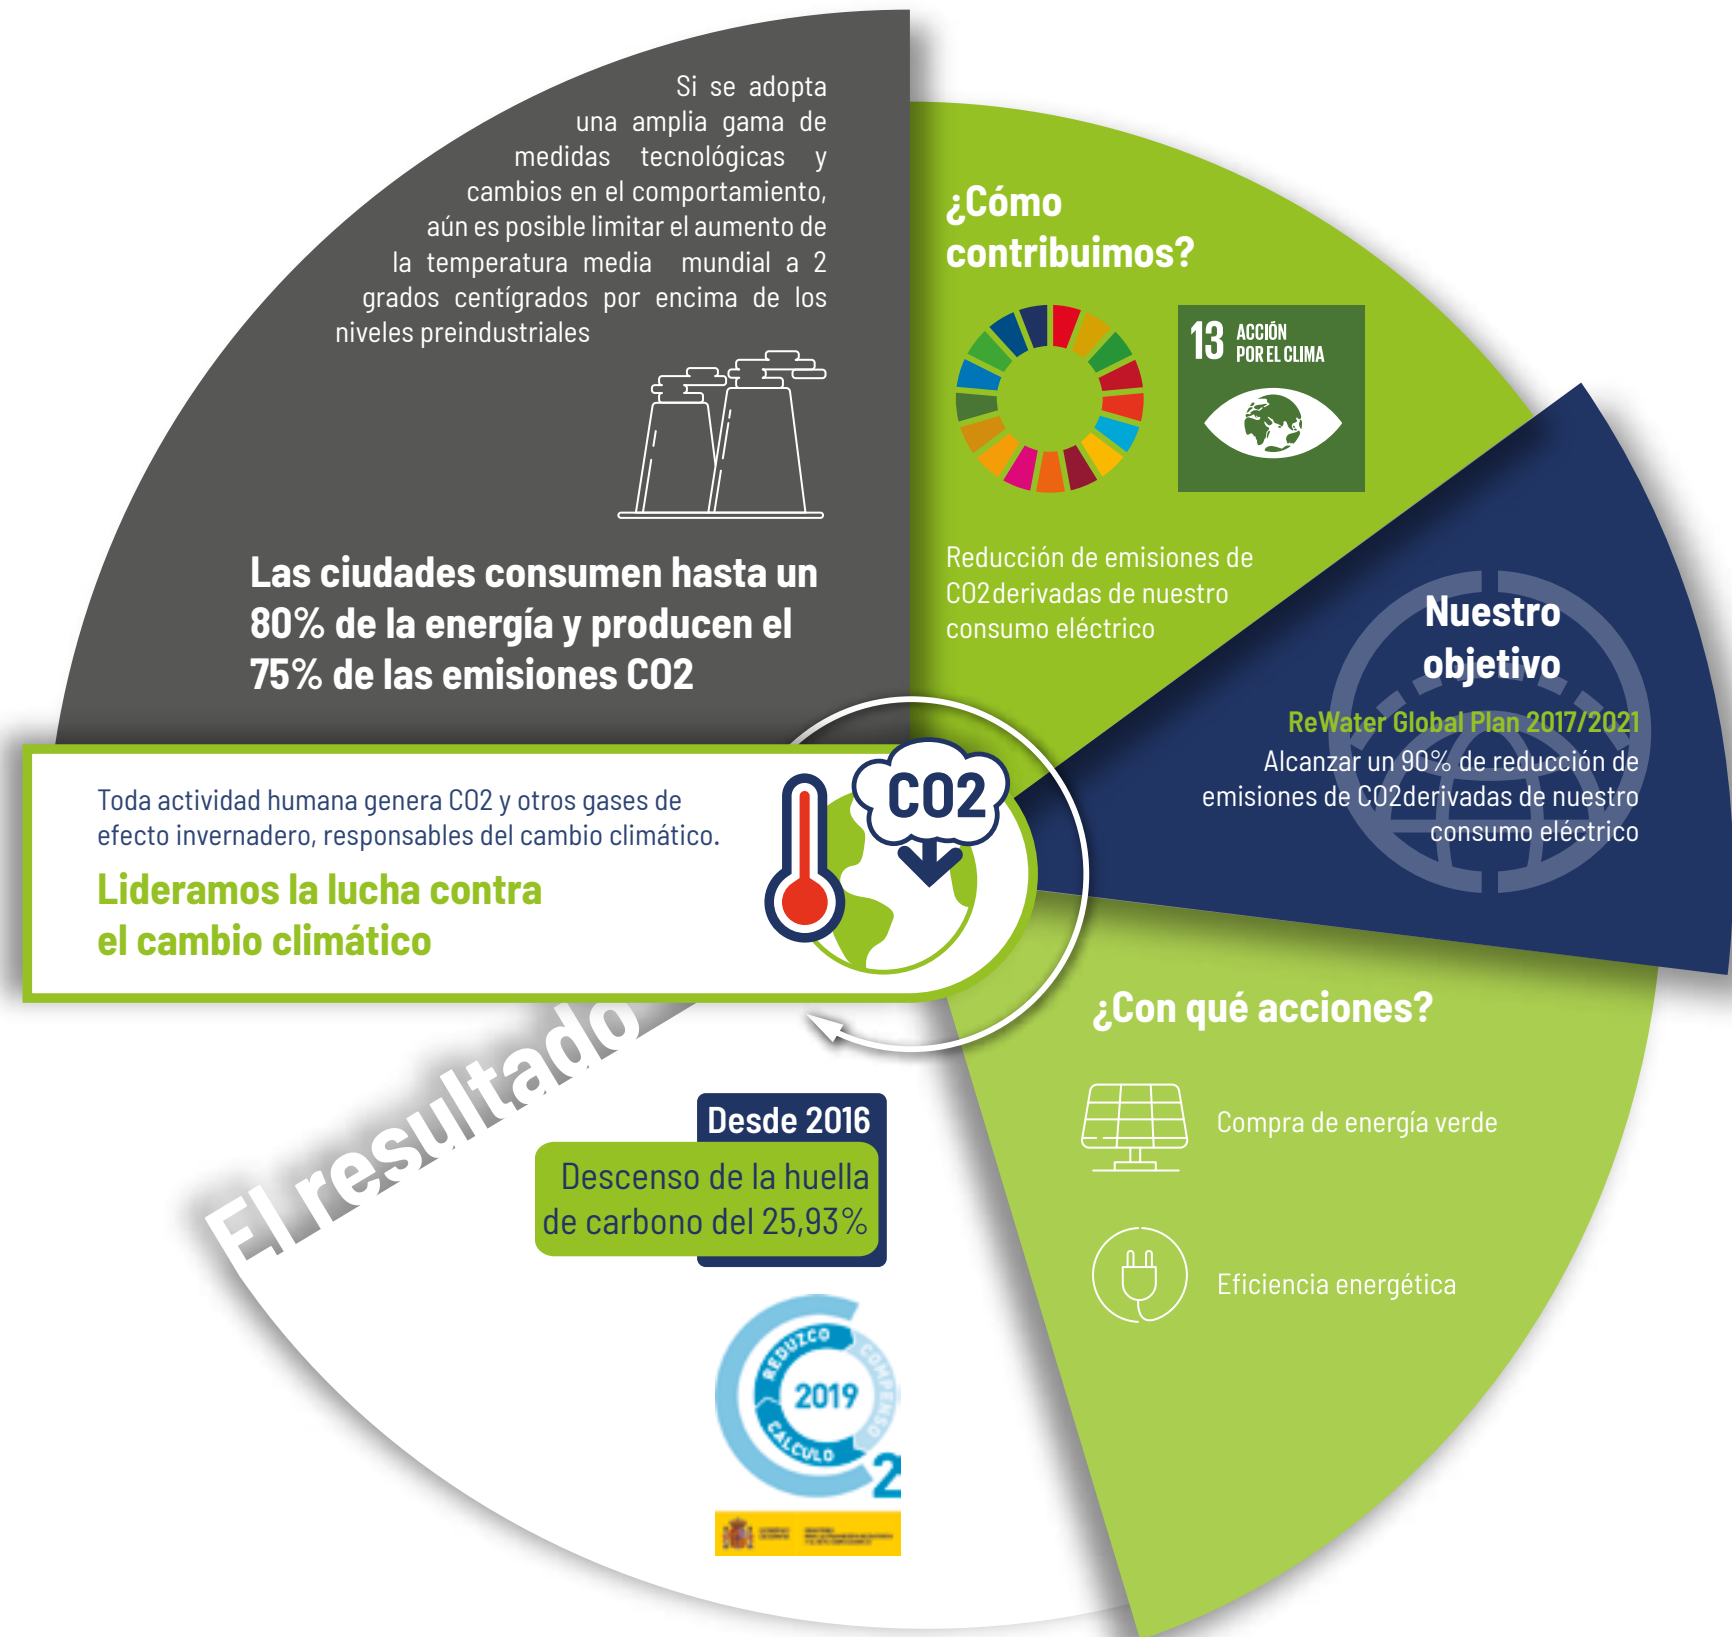 Si se adopta
una amplia gama de
medidas tecnológicas y
cambios en el comportamiento,
aún es posible limitar el aumento de
la temperatura media mundial a 2
grados centígrados por encima de los
niveles preindustriales
Las ciudades consumen hasta un
80% de la energía y producen el
75% de las emisiones CO2
¿Cómo
contribuimos?
13 ACCIÓN
POR EL CLIMA
Reducción de emisiones de
CO2derivadas de nuestro
consumo eléctrico
Nuestro
objetivo
ReWater Global Plan 2017/2021
Alcanzar un 90% de reducción de
emisiones de CO2derivadas de nuestro
consumo eléctrico
Toda actividad humana genera CO2 y otros gases de
efecto invernadero, responsables del cambio climático.
Lideramos la lucha contra
el cambio climático
CO2
¿Con qué acciones?
Compra de energía verde
Eficiencia energética
El resultado
Desde 2016
Descenso de la huella
de carbono del 25,93%
REDUZCO
COMPENSO
CALCULO
2019
2